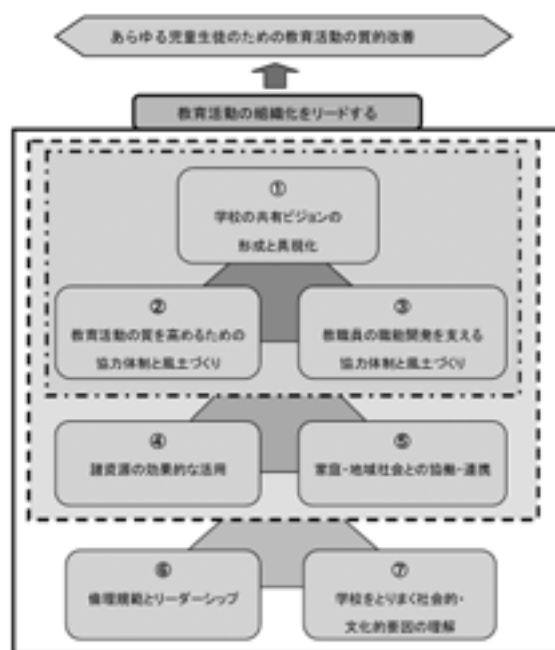 あらゆる児童生徒のための教育活動の質的改善
教育活動の組織化をリードする
①
学校の共有ビジョンの
形成と具現化
②
教育活動の質を高めるための
協力体制と風土づくり
③
教職員の職能開発を支える
協力体制と風土づくり
④
諸資源の効果的な活用
⑤
家庭・地域社会との協働・連携
⑥
倫理規範とリーダーシップ
⑦
学校をとりまく社会的・
文化的要因の理解